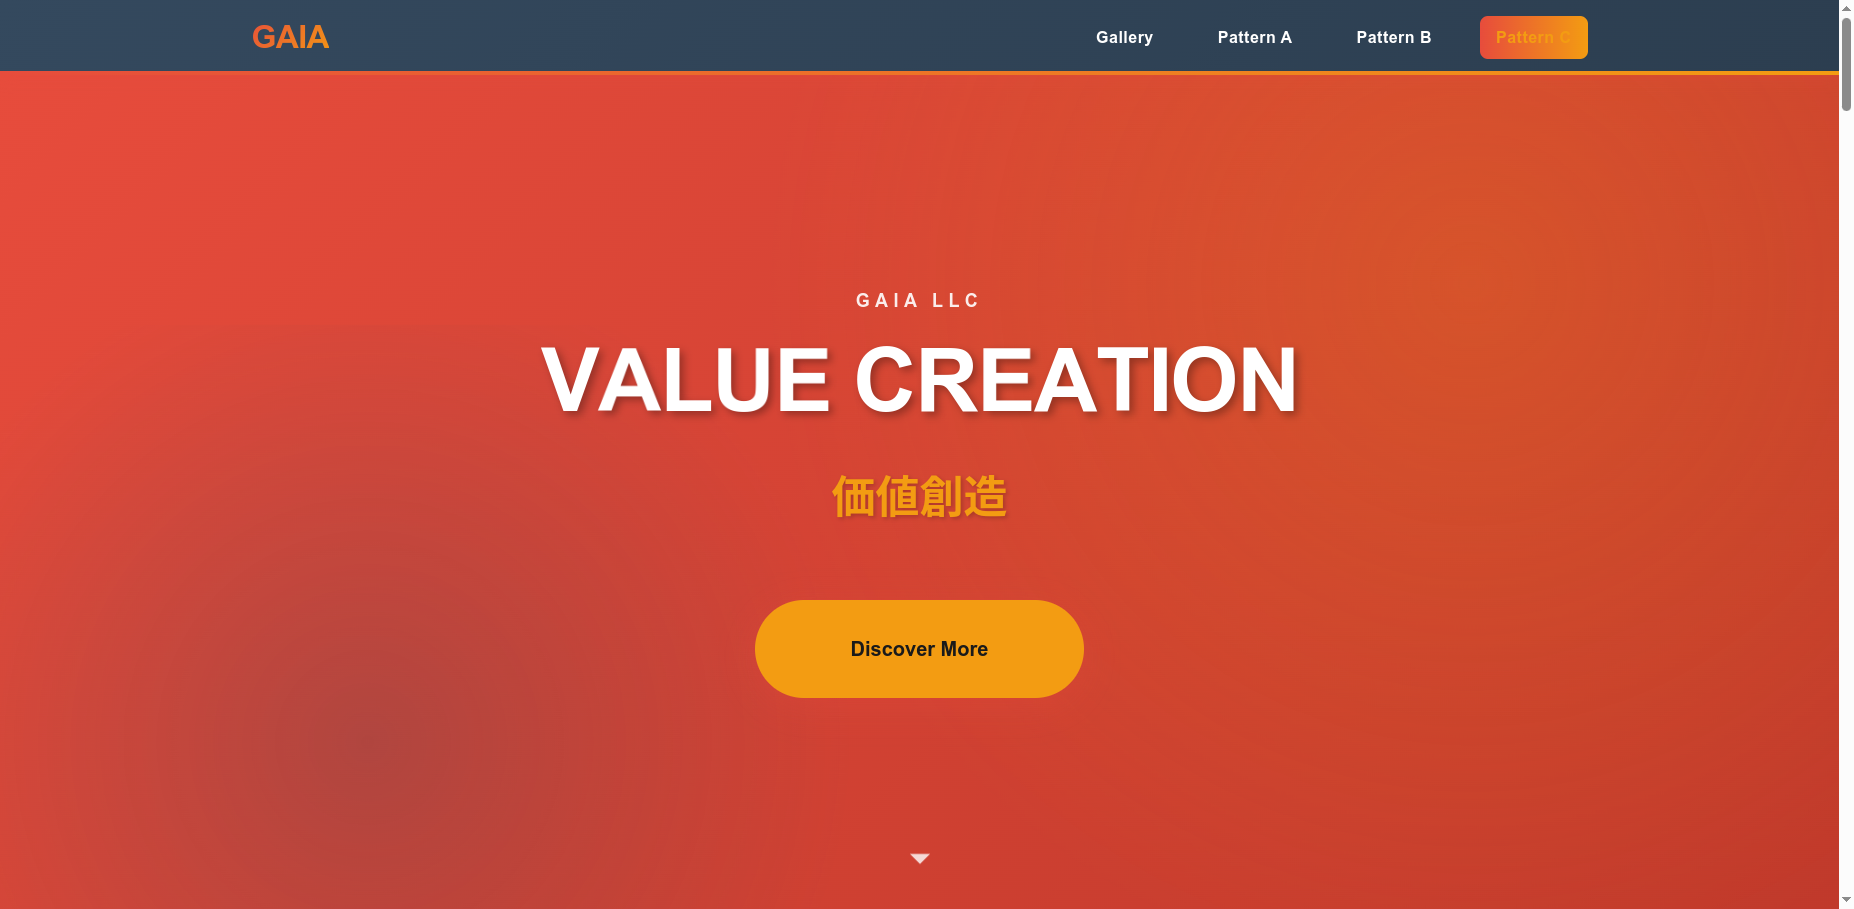 GAIA
Gallery
Pattern A
Pattern B
Pattern C
GAIA LLC
VALUE CREATION
価値創造
Discover More